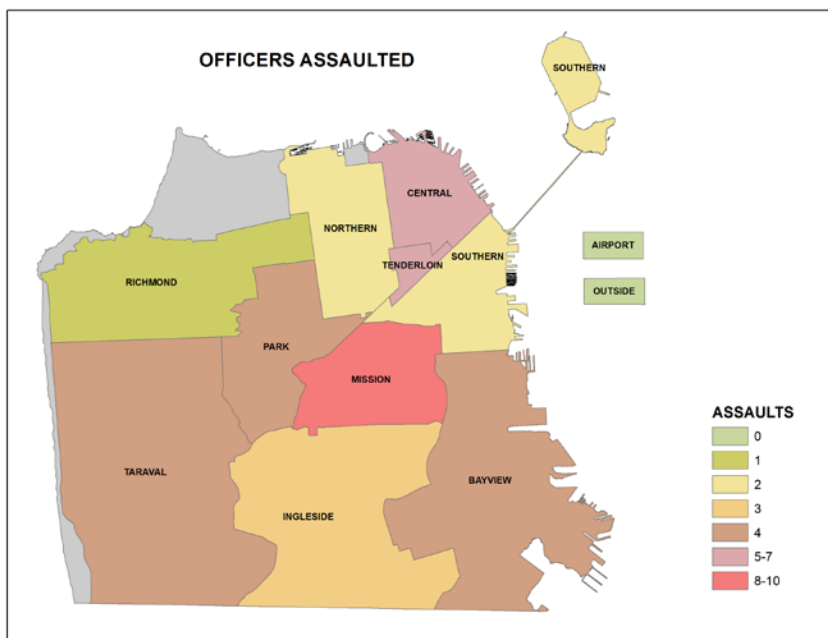 OFFICERS ASSAULTED
SOUTHERN
CENTRAL
NORTHERN
AIRPORT
SOUTHERN
TENDERLOIN
RICHMOND
OUTSIDE
PARK
MISSION
ASSAULTS
0
1
2
3
4
5-7
8-10
TARAVAL
BAYVIEW
INGLESIDE